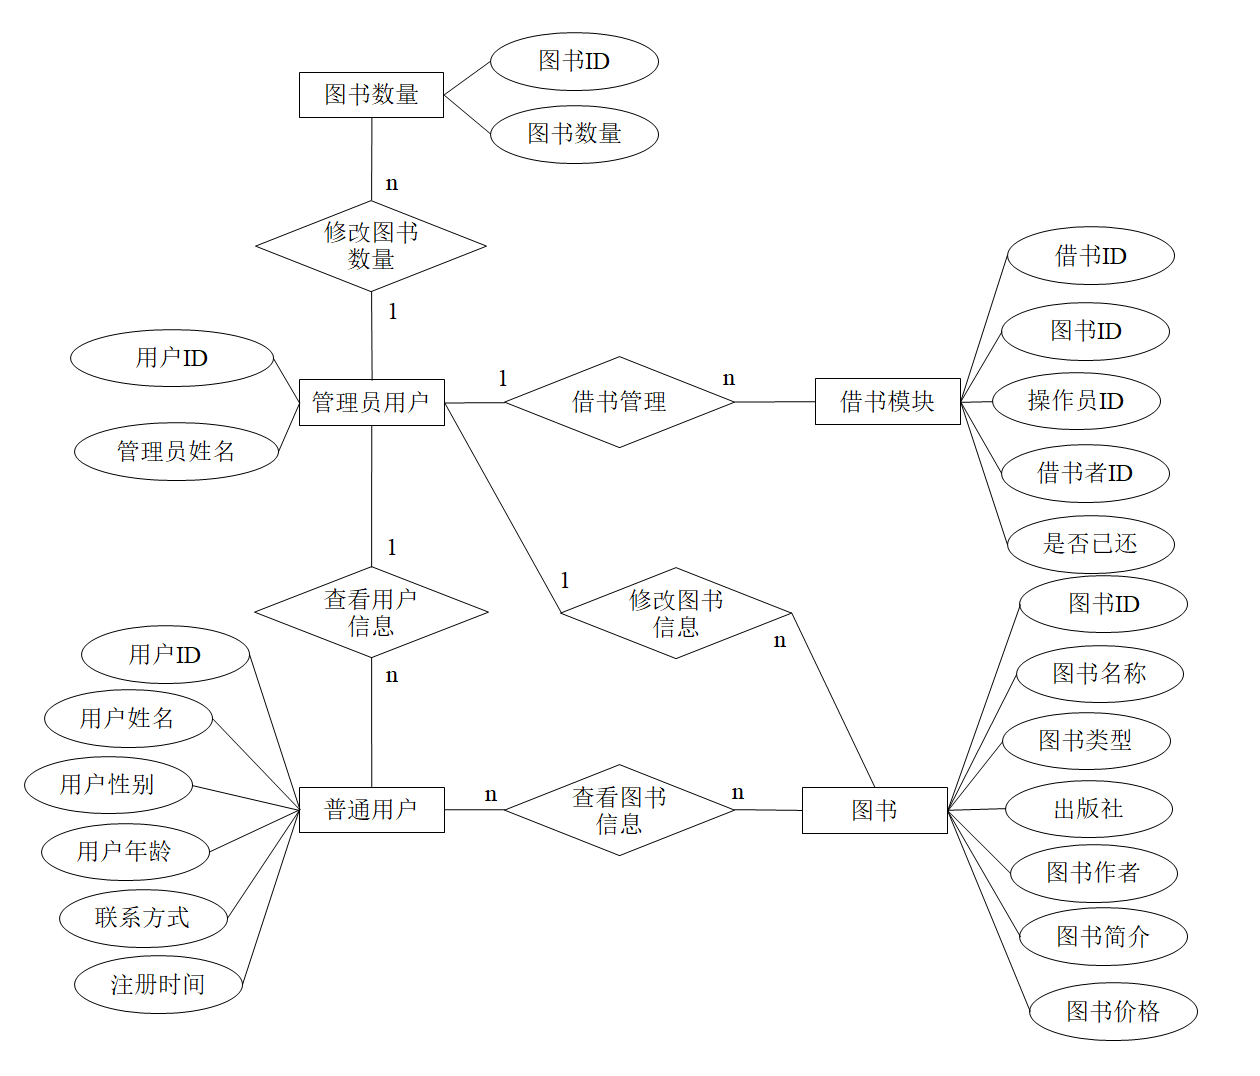 图书ID
图书数量
图书数量
n
修改图书
数量
1
用户ID
管理员用户
管理员姓名
1
借书管理
n
借书模块
借书ID
图书ID
操作员ID
借书者ID
是否已还
1
查看用户
信息
n
1
修改图书
信息
n
用户ID
用户姓名
用户性别
用户年龄
联系方式
注册时间
普通用户
n
查看图书
信息
n
图书
图书ID
图书名称
图书类型
出版社
图书作者
图书简介
图书价格